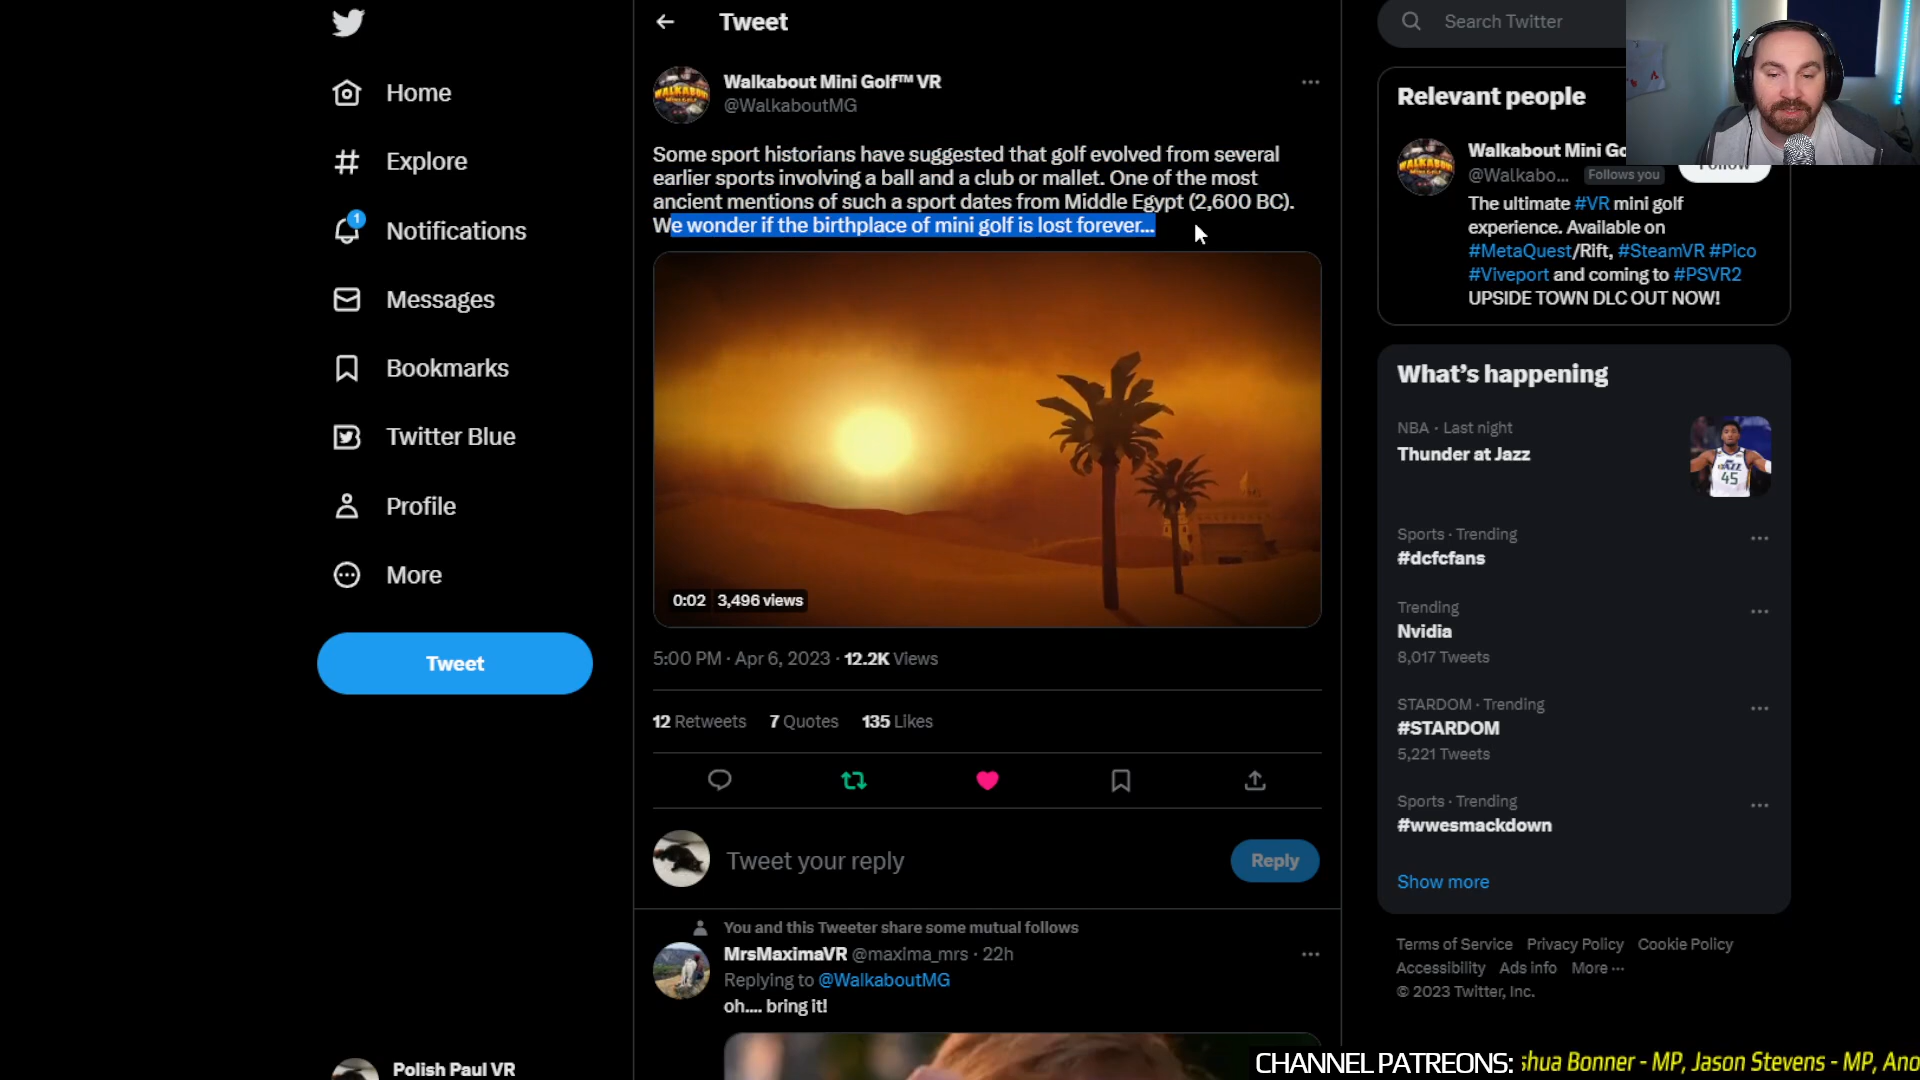 Tweet
Search Twitter
Home
Explore
1
Notifications
Messages
Bookmarks
Twitter Blue
Profile
More
Tweet
Polish Paul VR
Walkabout Mini Golf™ VR
@WalkaboutMG
Some sport historians have suggested that golf evolved from several
earlier sports involving a ball and a club or mallet. One of the most
ancient mentions of such a sport dates from Middle Egypt (2,600 BC).
We wonder if the birthplace of mini golf is lost forever...
0:02 3,496 views
5:00 PM · Apr 6, 2023 · 12.2K Views
12 Retweets 7 Quotes 135 Likes
Tweet your reply
Reply
You and this Tweeter share some mutual follows
MrsMaximaVR @maxima_mrs · 22h
Replying to @WalkaboutMG
oh.... bring it!
Relevant people
Walkabout Mini Go
@Walkabo... Follows you
Follow
The ultimate #VR mini golf
experience. Available on
#MetaQuest/Rift, #SteamVR #Pico
#Viveport and coming to #PSVR2
UPSIDE TOWN DLC OUT NOW!
What's happening
NBA · Last night
Thunder at Jazz
JAZZ
45
Sports · Trending
#dcfcfans
Trending
Nvidia
8,017 Tweets
STARDOM · Trending
#STARDOM
5,221 Tweets
Sports · Trending
#wwesmackdown
Show more
Terms of Service Privacy Policy Cookie Policy
Accessibility Ads info More ···
© 2023 Twitter, Inc.
CHANNEL PATREONS: shua Bonner - MP, Jason Stevens - MP, Ano